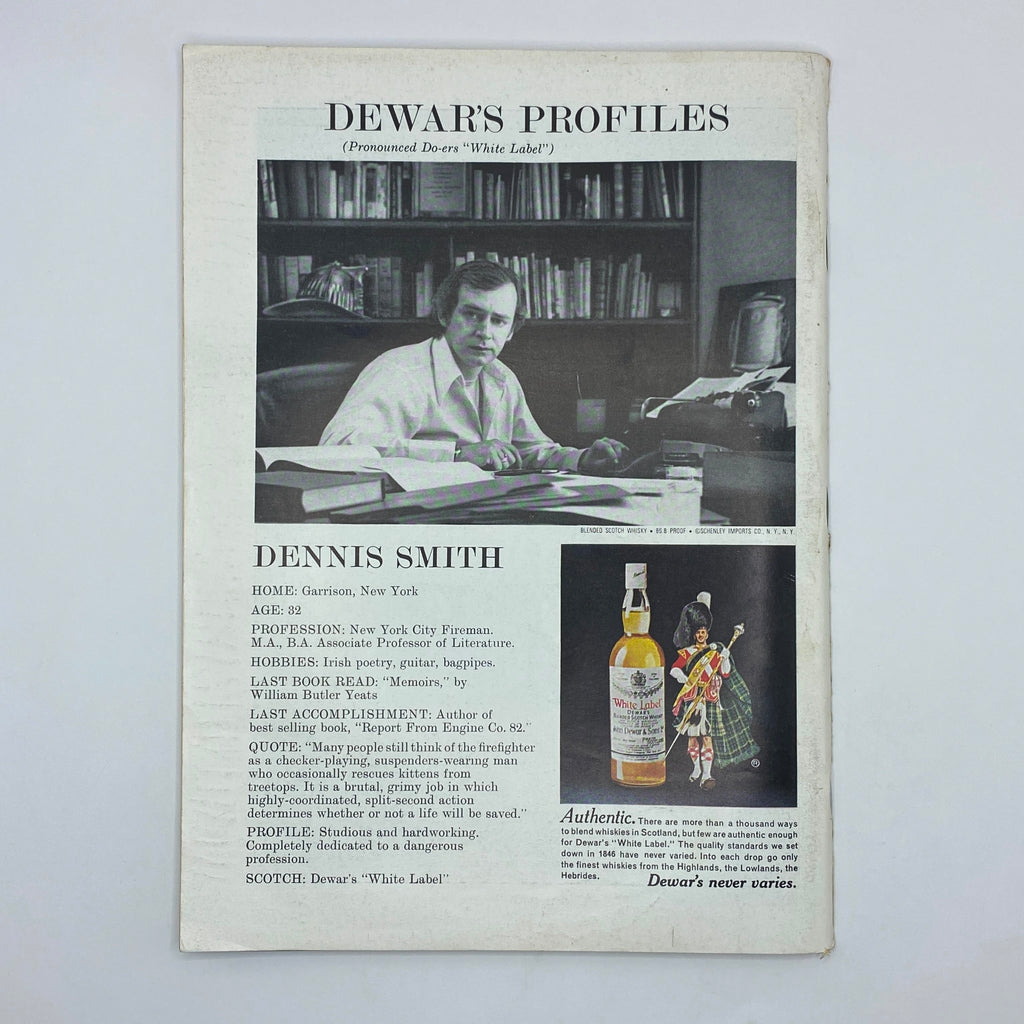 DEWAR'S PROFILES
(Pronounced Do-ers "White Label")
BLENDED SCOTCH WHISKY • 86.8 PROOF • ©SCHENLEY IMPORTS CO., N. Y., N. Y.
DENNIS SMITH
HOME: Garrison, New York
AGE: 32
PROFESSION: New York City Fireman.
M.A., B.A. Associate Professor of Literature.
HOBBIES: Irish poetry, guitar, bagpipes.
LAST BOOK READ: "Memoirs," by
William Butler Yeats
LAST ACCOMPLISHMENT: Author of
best selling book, "Report From Engine Co. 82."
QUOTE: "Many people still think of the firefighter
as a checker-playing, suspenders-wearing man
who occasionally rescues kittens from
treetops. It is a brutal, grimy job in which
highly-coordinated, split-second action
determines whether or not a life will be saved."
PROFILE: Studious and hardworking.
Completely dedicated to a dangerous
profession.
SCOTCH: Dewar's "White Label"
"White Label"
DEWAR'S
BLENDED SCOTCH WHISKY
John Dewar & Sons
®
Authentic. There are more than a thousand ways
to blend whiskies in Scotland, but few are authentic enough
for Dewar's "White Label." The quality standards we set
down in 1846 have never varied. Into each drop go only
the finest whiskies from the Highlands, the Lowlands, the
Hebrides.
Dewar's never varies.